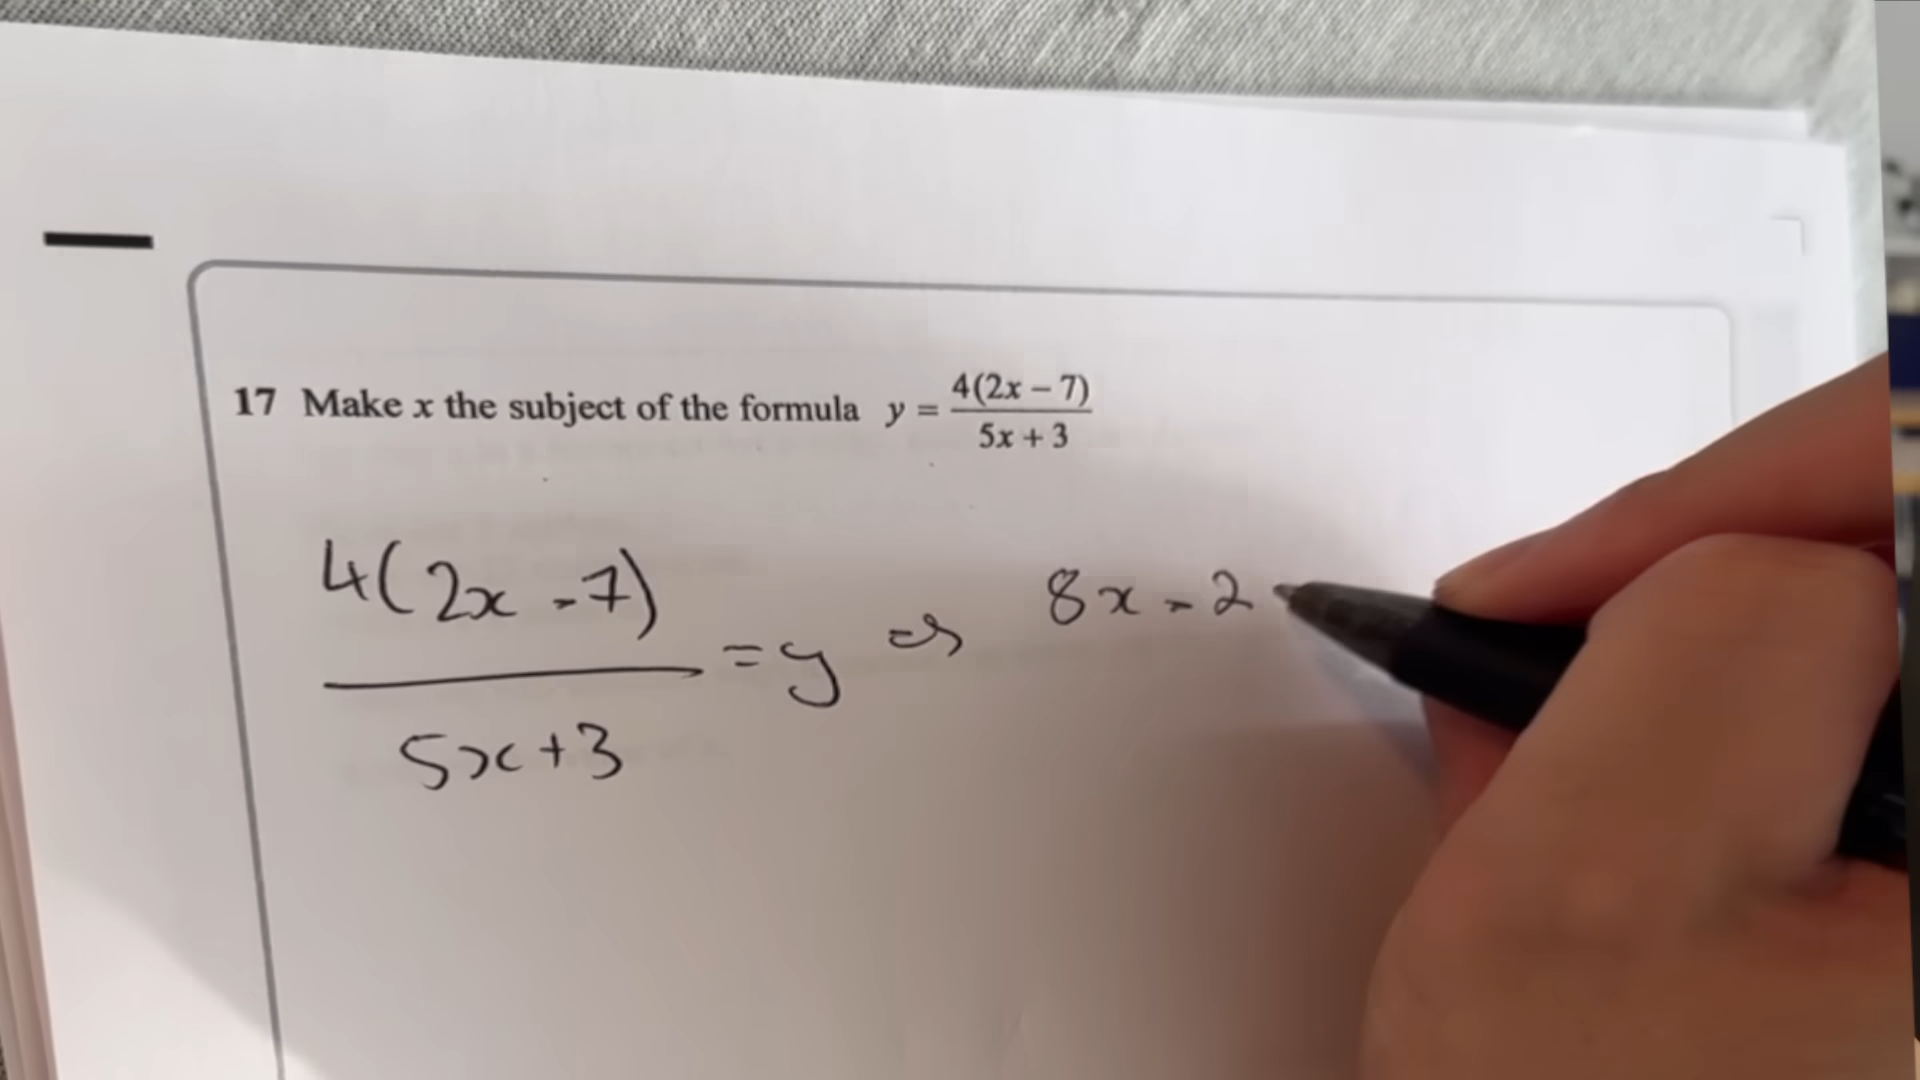 17 Make x the subject of the formula y = 4(2x – 7) / 5x + 3
4(2x - 7) / 5x + 3 = y ⇒ 8x - 2